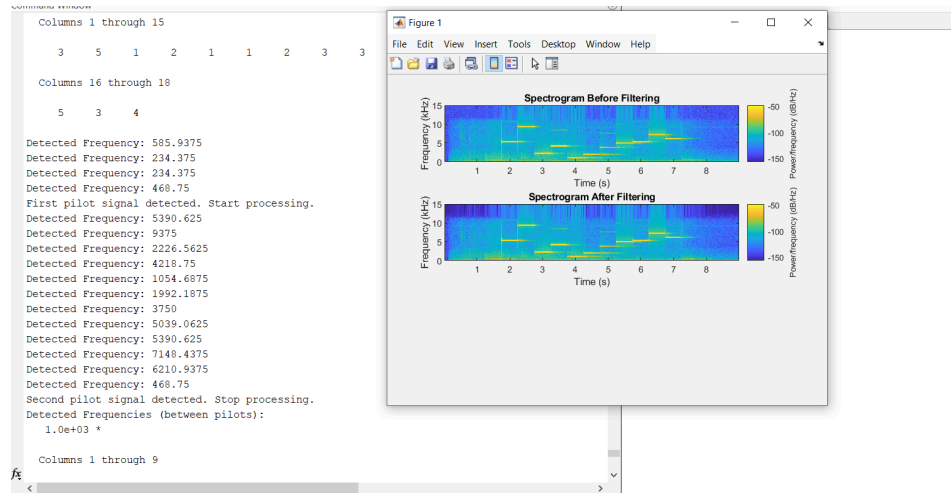 Command Window
Columns 1 through 15
3 5 1 2 1 1 2 3 3
Columns 16 through 18
5 3 4
Detected Frequency: 585.9375
Detected Frequency: 234.375
Detected Frequency: 234.375
Detected Frequency: 468.75
First pilot signal detected. Start processing.
Detected Frequency: 5390.625
Detected Frequency: 9375
Detected Frequency: 2226.5625
Detected Frequency: 4218.75
Detected Frequency: 1054.6875
Detected Frequency: 1992.1875
Detected Frequency: 3750
Detected Frequency: 5039.0625
Detected Frequency: 5390.625
Detected Frequency: 7148.4375
Detected Frequency: 6210.9375
Detected Frequency: 468.75
Second pilot signal detected. Stop processing.
Detected Frequencies (between pilots):
1.0e+03 *
Columns 1 through 9
fx
Figure 1
File Edit View Insert Tools Desktop Window Help
Spectrogram Before Filtering
Frequency (kHz)
15
10
5
0
1 2 3 4 5 6 7 8
Time (s)
-50
-100
-150
Power/frequency (dB/Hz)
Spectrogram After Filtering
Frequency (kHz)
15
10
5
0
1 2 3 4 5 6 7 8
Time (s)
-50
-100
-150
Power/frequency (dB/Hz)